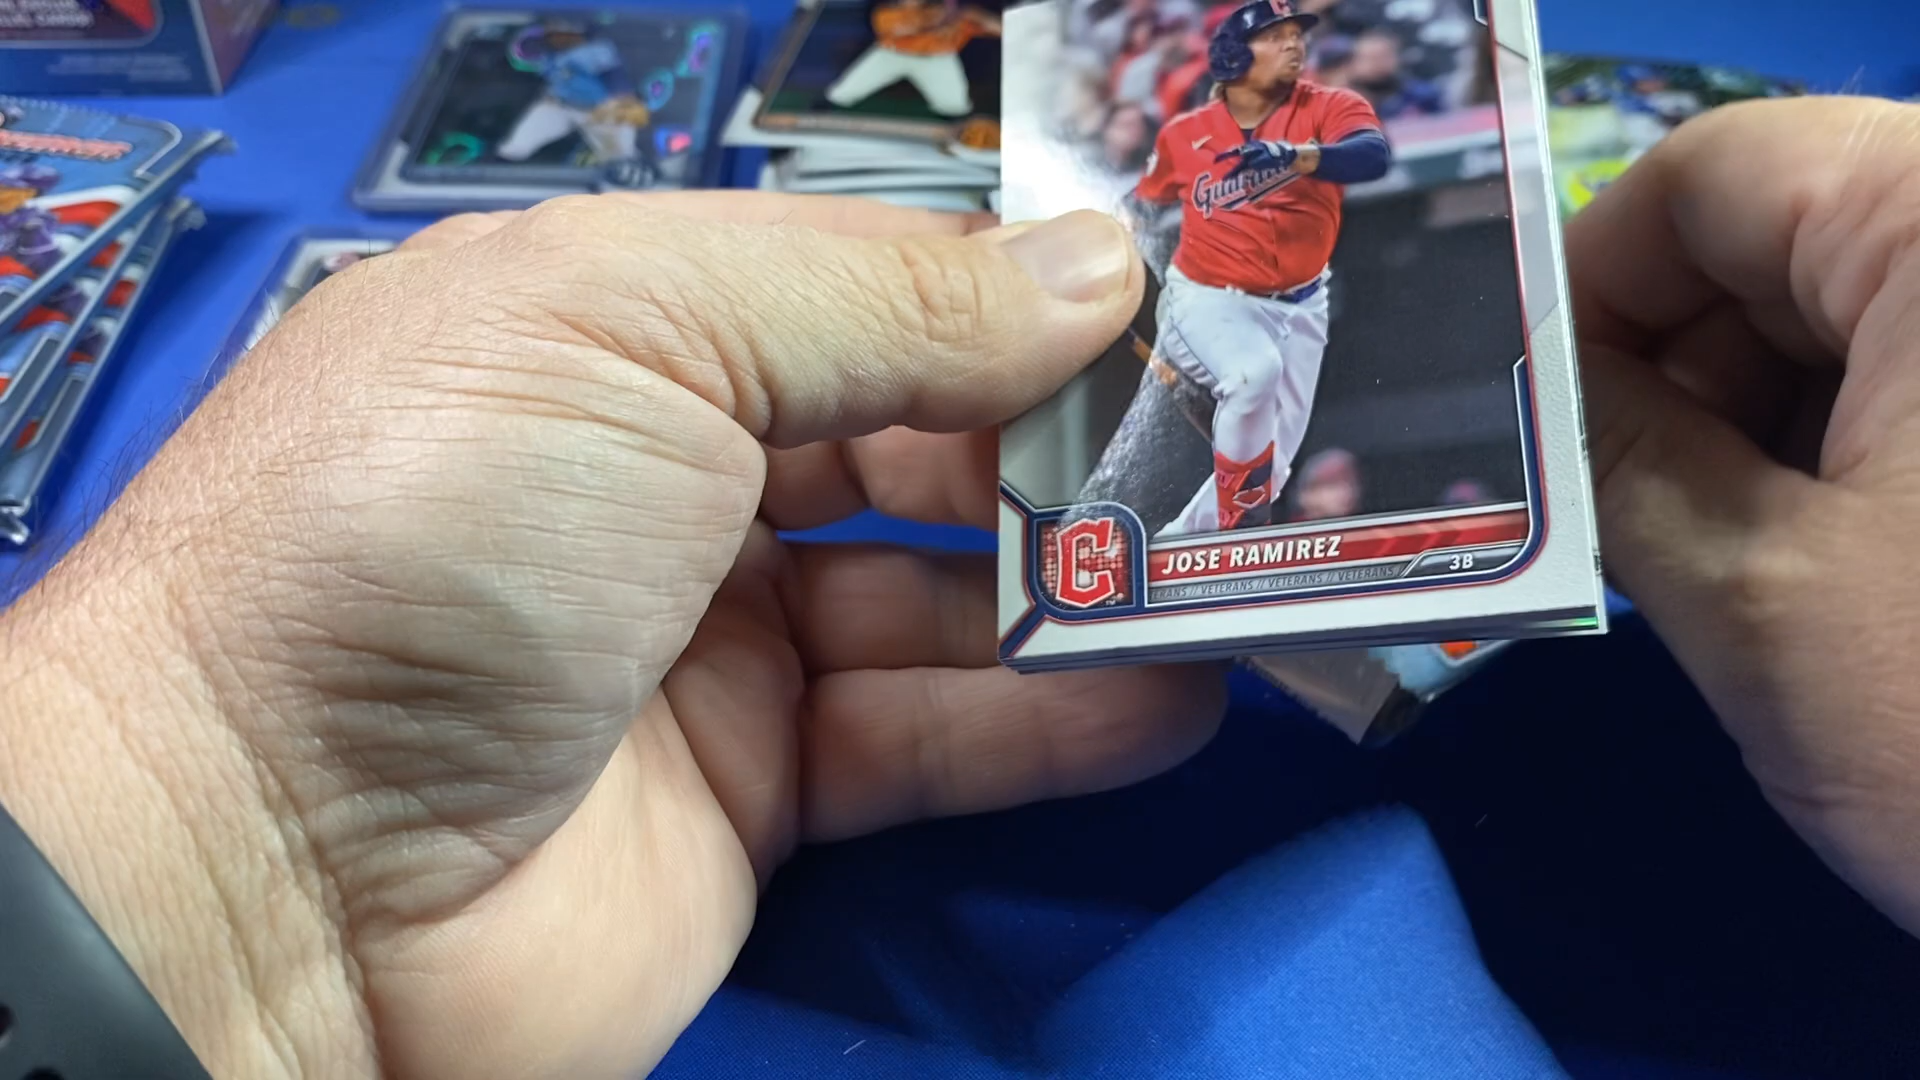 Guardians
C
JOSE RAMIREZ
ERANS // VETERANS // VETERANS // VETERANS
3B